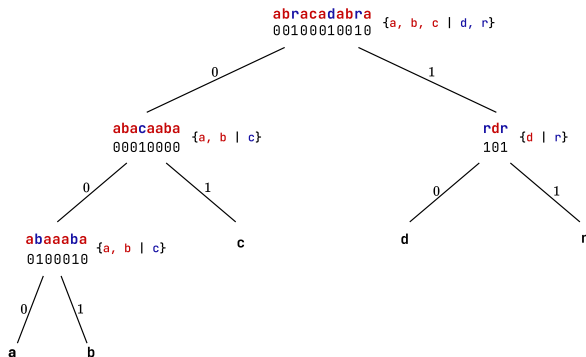 abracadabra
00100010010 {a, b, c | d, r}
0 1
abacaaba rdr
00010000 {a, b | c} 101 {d | r}
0 1 0 1
abaaaba c d r
0100010 {a, b | c}
0 1
a b